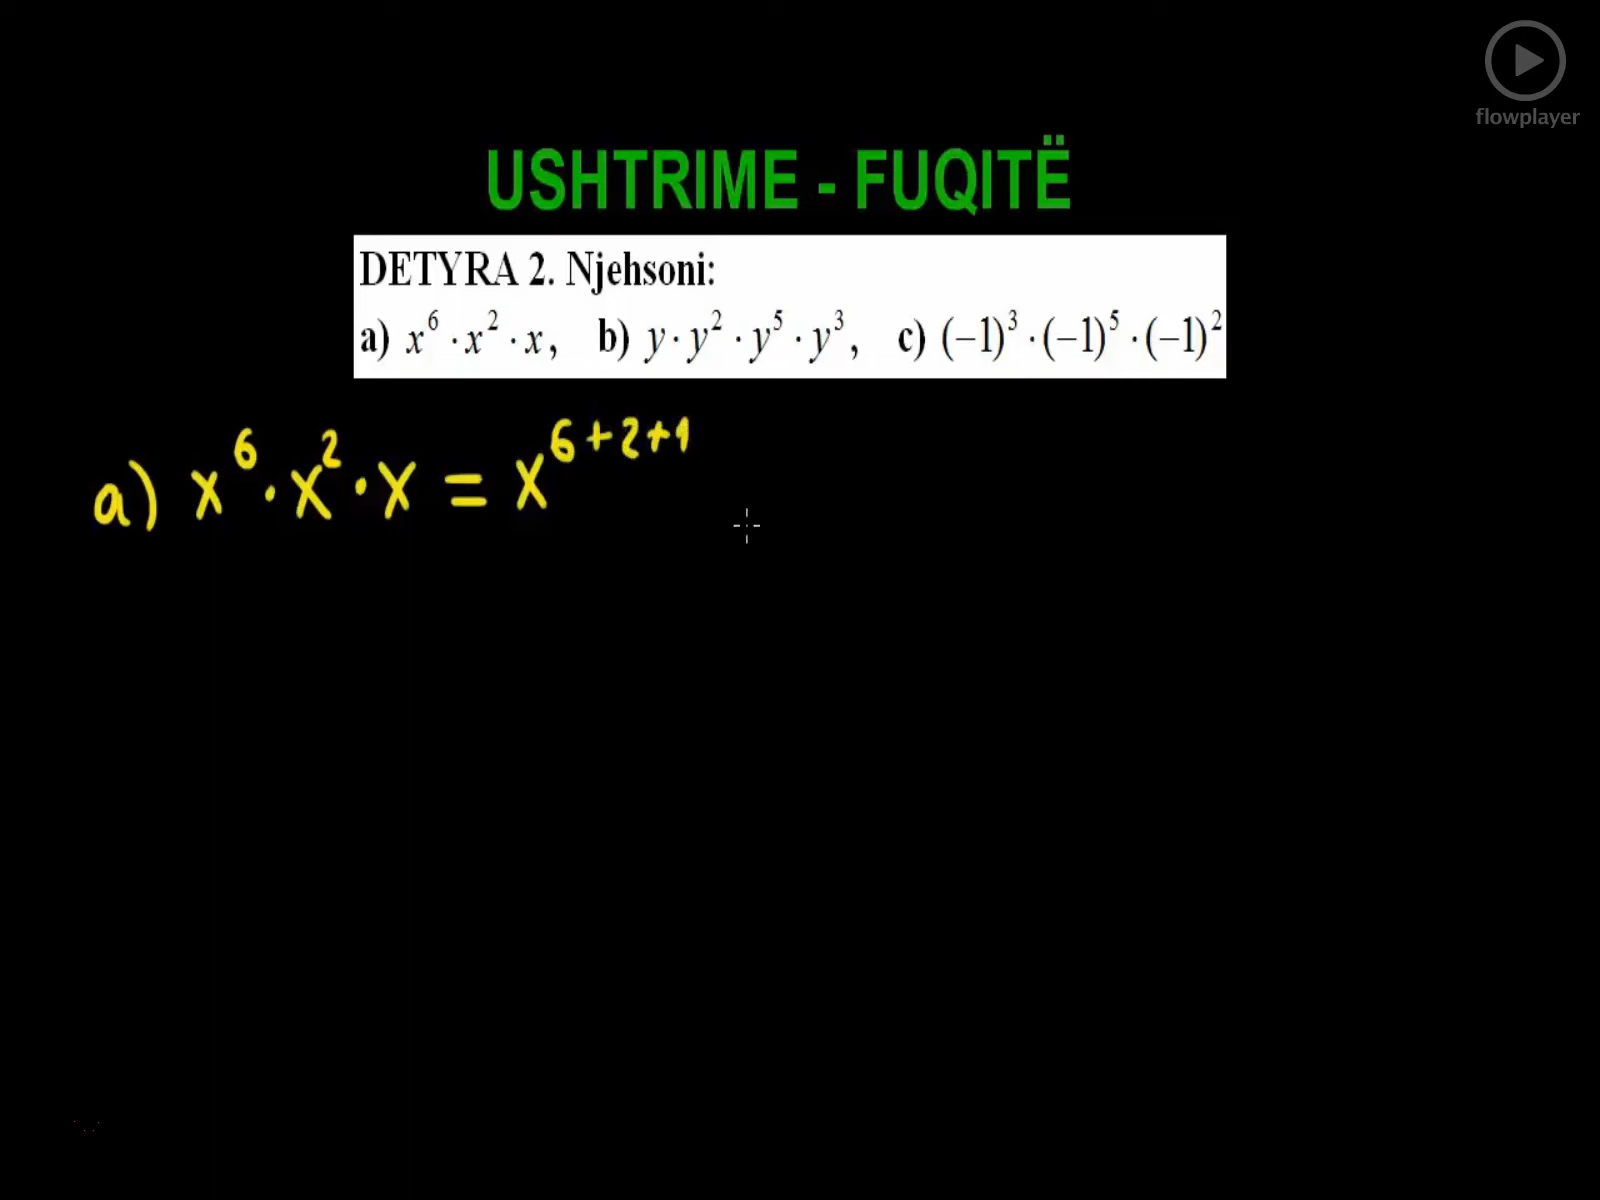 flowplayer
USHTRIME - FUQITË
DETYRA 2. Njehsoni:
a) x⁶ · x² · x, b) y · y² · y⁵ · y³, c) (−1)³ · (−1)⁵ · (−1)²
a) x⁶ · x² · x = x⁶⁺²⁺¹